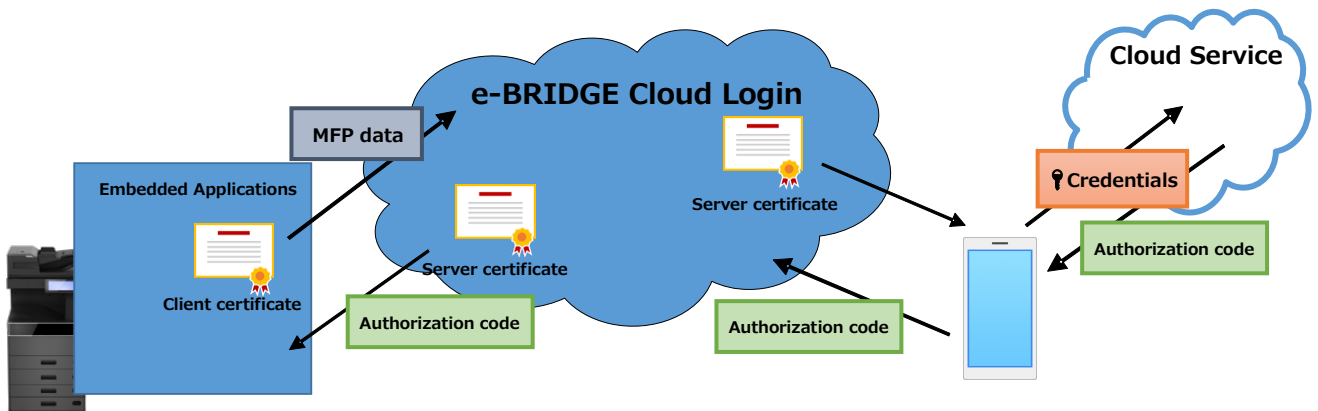 Cloud Service
e-BRIDGE Cloud Login
MFP data
Embedded Applications
Credentials
Server certificate
Authorization code
Server certificate
Client certificate
Authorization code
Authorization code